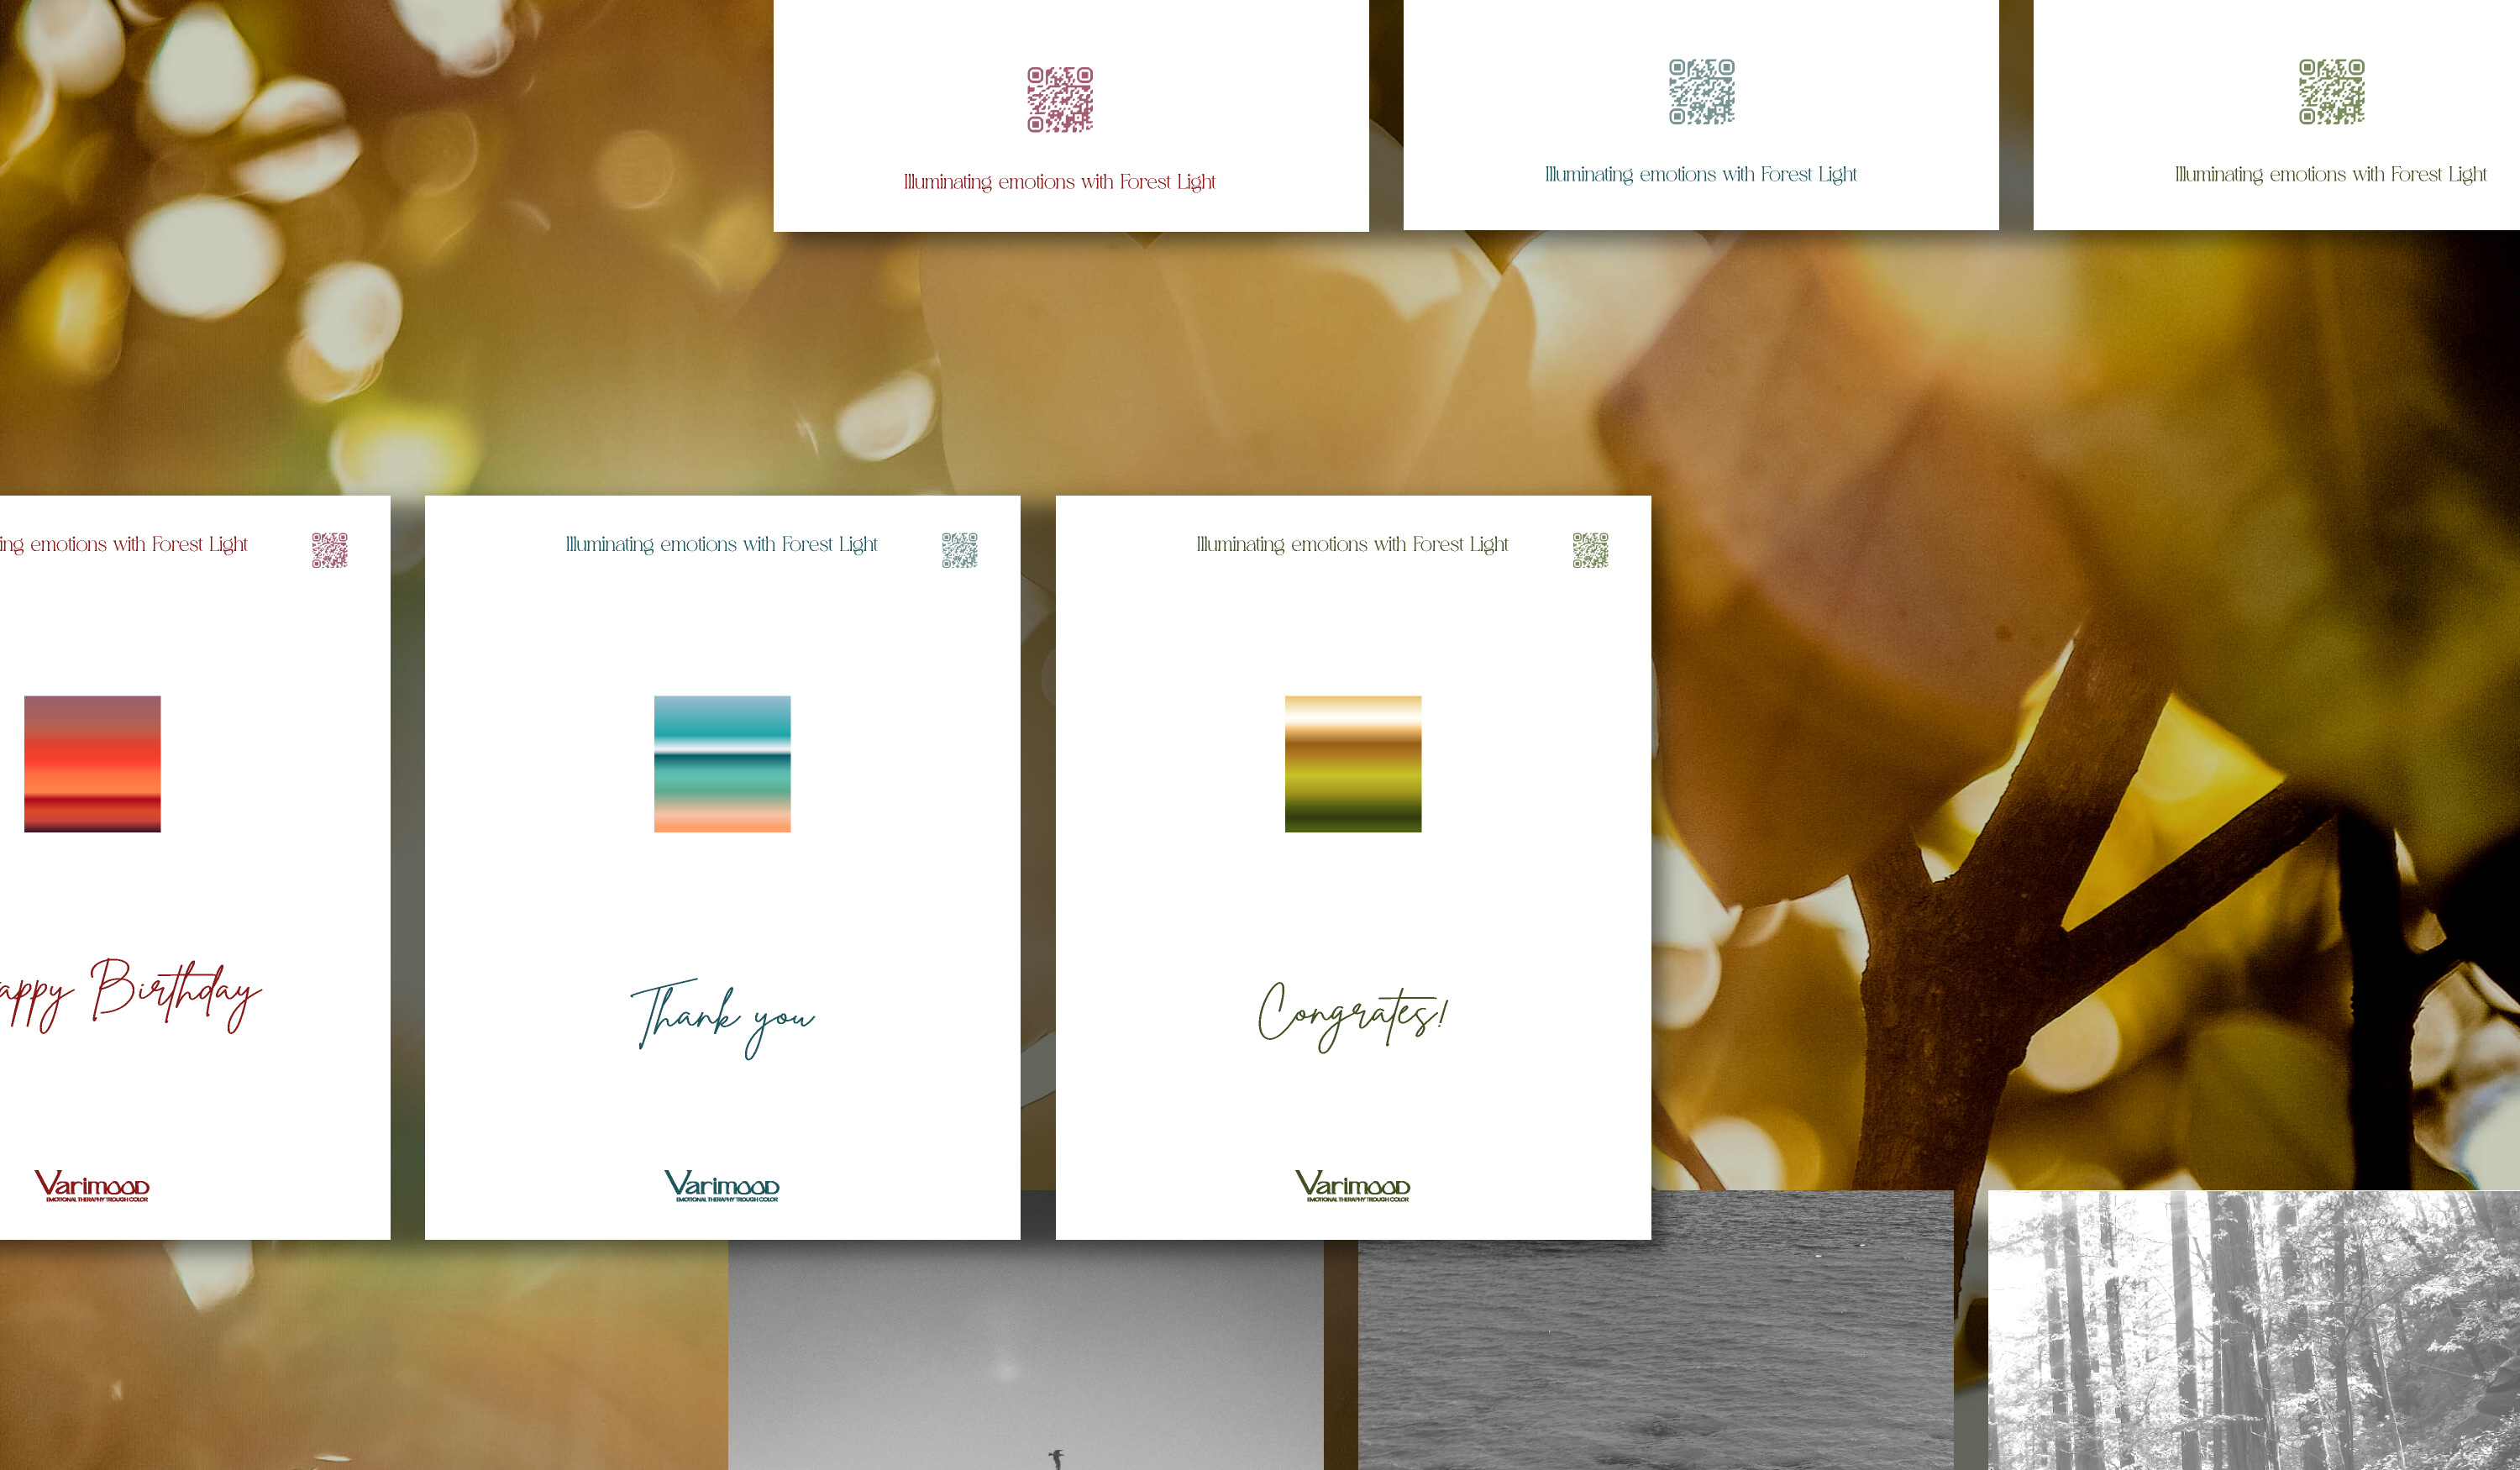 Illuminating emotions with Forest Light
Illuminating emotions with Forest Light
Illuminating emotions with Forest Light
ing emotions with Forest Light
Illuminating emotions with Forest Light
Illuminating emotions with Forest Light
appy Birthday
Thank you
Congrates!
Varimood
EMOTIONAL THERAPHY TROUGH COLOR
Varimood
EMOTIONAL THERAPHY TROUGH COLOR
Varimood
EMOTIONAL THERAPHY TROUGH COLOR